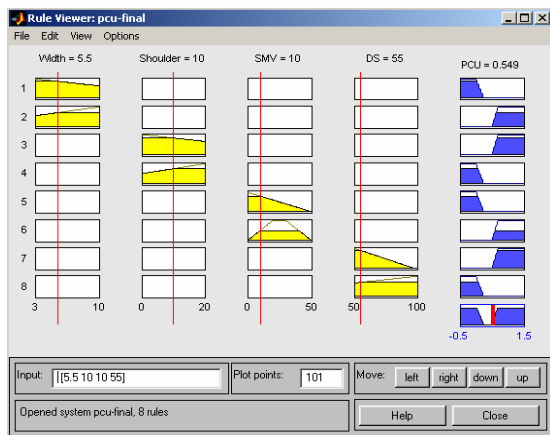 Rule Viewer: pcu-final
File Edit View Options
Width = 5.5 Shoulder = 10 SMV = 10 DS = 55 PCU = 0.549
1
2
3
4
5
6
7
8
3 10 0 20 0 50 50 100
-0.5 1.5
Input: [5.5 10 10 55] Plot points: 101 Move: left right down up
Opened system pcu-final, 8 rules Help Close